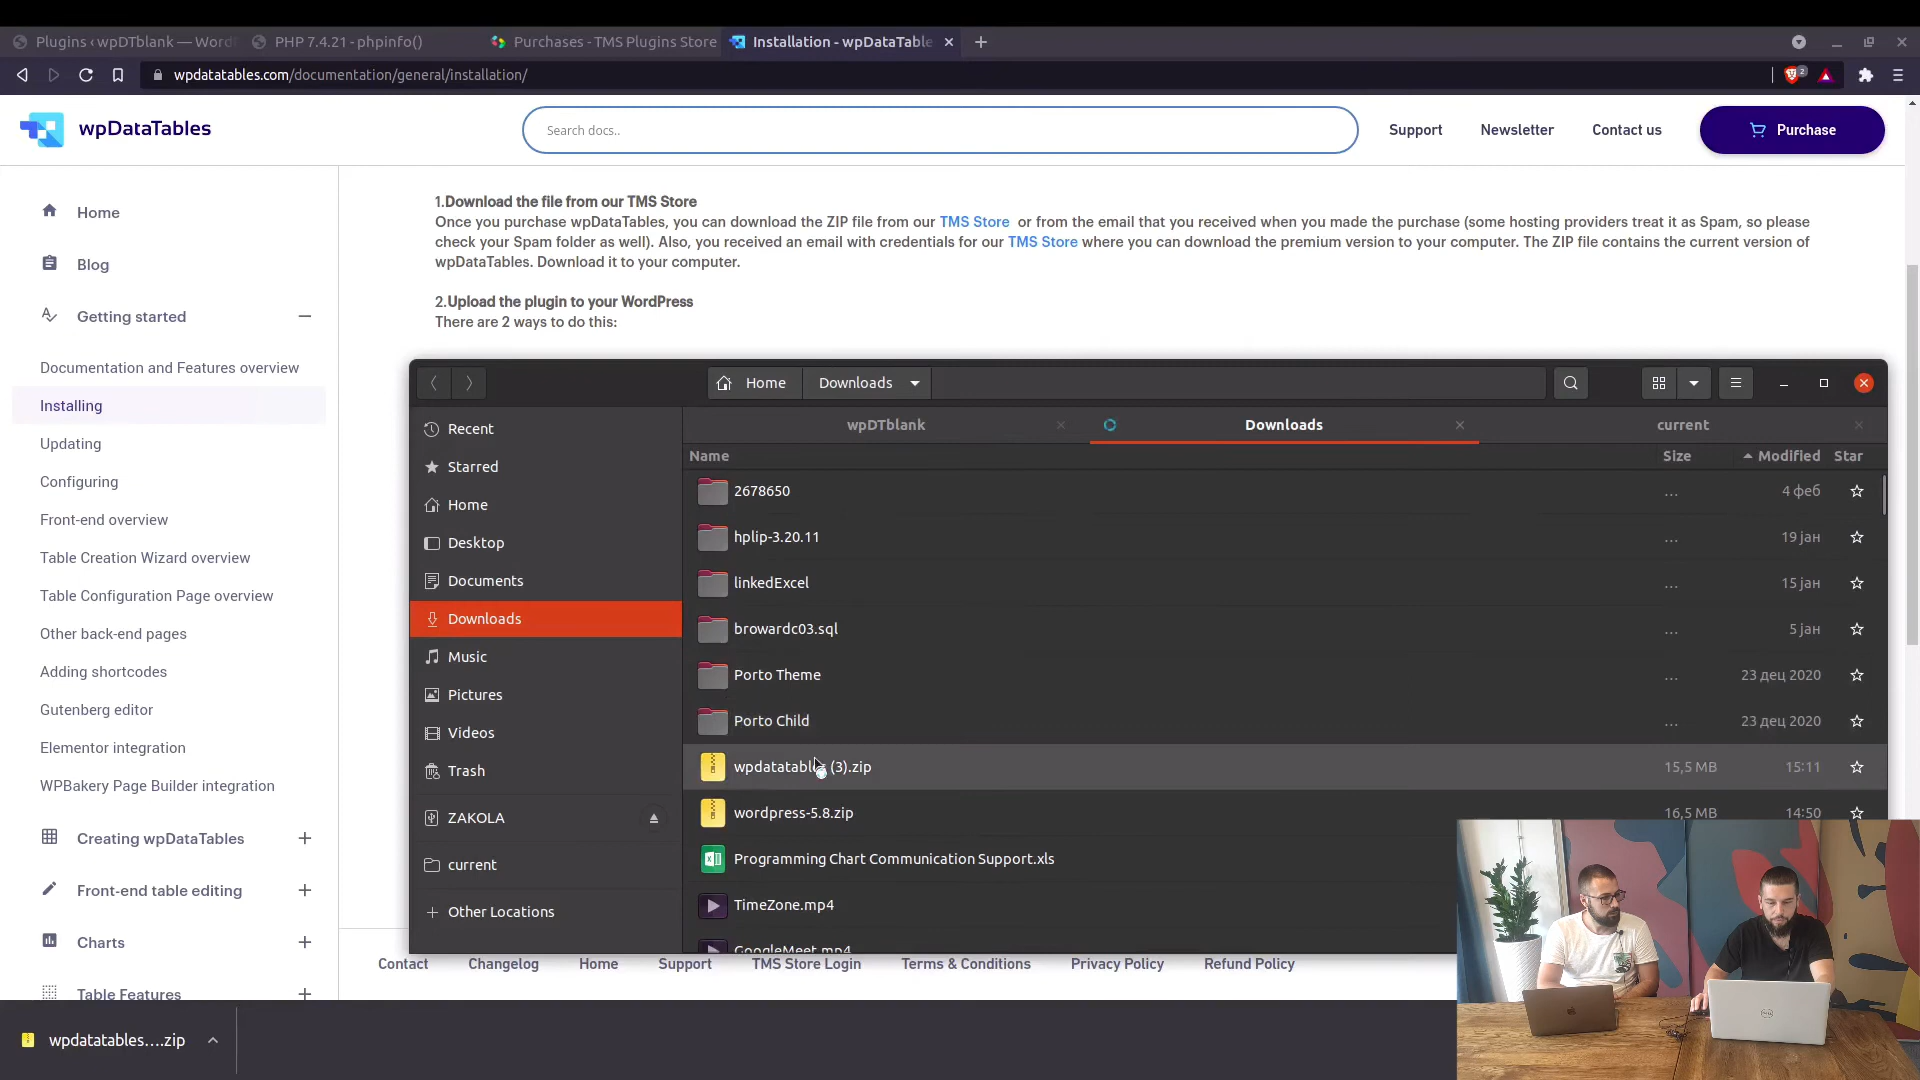 Plugins ‹ wpDTblank — Word
PHP 7.4.21 - phpinfo()
Purchases - TMS Plugins Store
Installation - wpDataTable
wpdatatables.com/documentation/general/installation/
2
wpDataTables
Search docs..
Support
Newsletter
Contact us
Purchase
Home
Blog
Getting started
Documentation and Features overview
Installing
Updating
Configuring
Front-end overview
Table Creation Wizard overview
Table Configuration Page overview
Other back-end pages
Adding shortcodes
Gutenberg editor
Elementor integration
WPBakery Page Builder integration
Creating wpDataTables
Front-end table editing
Charts
Table Features
1.Download the file from our TMS Store
Once you purchase wpDataTables, you can download the ZIP file from our TMS Store or from the email that you received when you made the purchase (some hosting providers treat it as Spam, so please
check your Spam folder as well). Also, you received an email with credentials for our TMS Store where you can download the premium version to your computer. The ZIP file contains the current version of
wpDataTables. Download it to your computer.
2.Upload the plugin to your WordPress
There are 2 ways to do this:
Home
Downloads
Recent
Starred
Home
Desktop
Documents
Downloads
Music
Pictures
Videos
Trash
ZAKOLA
current
Other Locations
wpDTblank
Downloads
current
Name Size Modified Star
2678650 … 4 феб
hplip-3.20.11 … 19 јан
linkedExcel … 15 јан
browardc03.sql … 5 јан
Porto Theme … 23 дец 2020
Porto Child … 23 дец 2020
(3).zip 15,5 MB 15:11
wordpress-5.8.zip 16,5 MB 14:50
Programming Chart Communication Support.xls
TimeZone.mp4
GoogleMeet.mp4
Contact
Changelog
Home
Support
TMS Store Login
Terms & Conditions
Privacy Policy
Refund Policy
wpdatatables....zip